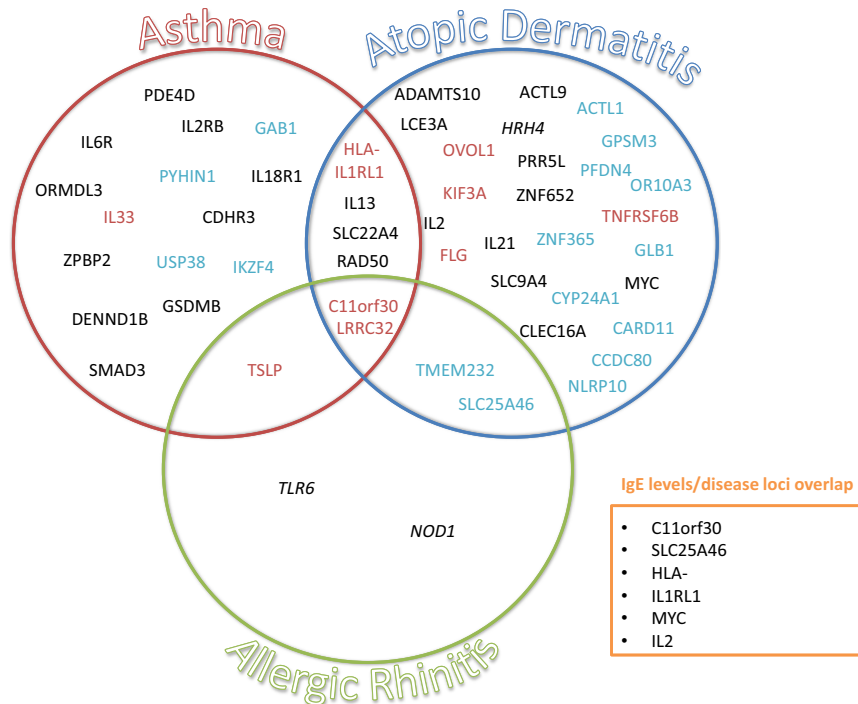 Asthma
Atopic Dermatitis
PDE4D
IL6R
IL2RB
GAB1
PYHIN1
IL18R1
ORMDL3
IL33
CDHR3
ZPBP2
USP38
IKZF4
GSDMB
DENND1B
SMAD3
HLA-
IL1RL1
IL13
SLC22A4
RAD50
C11orf30
LRRC32
TSLP
ADAMTS10
ACTL9
ACTL1
LCE3A
HRH4
GPSM3
OVOL1
PRR5L
PFDN4
OR10A3
KIF3A
ZNF652
TNFRSF6B
IL2
IL21
ZNF365
GLB1
FLG
SLC9A4
MYC
CYP24A1
CLEC16A
CARD11
CCDC80
NLRP10
TMEM232
SLC25A46
TLR6
NOD1
Allergic Rhinitis
IgE levels/disease loci overlap
• C11orf30
• SLC25A46
• HLA-
• IL1RL1
• MYC
• IL2